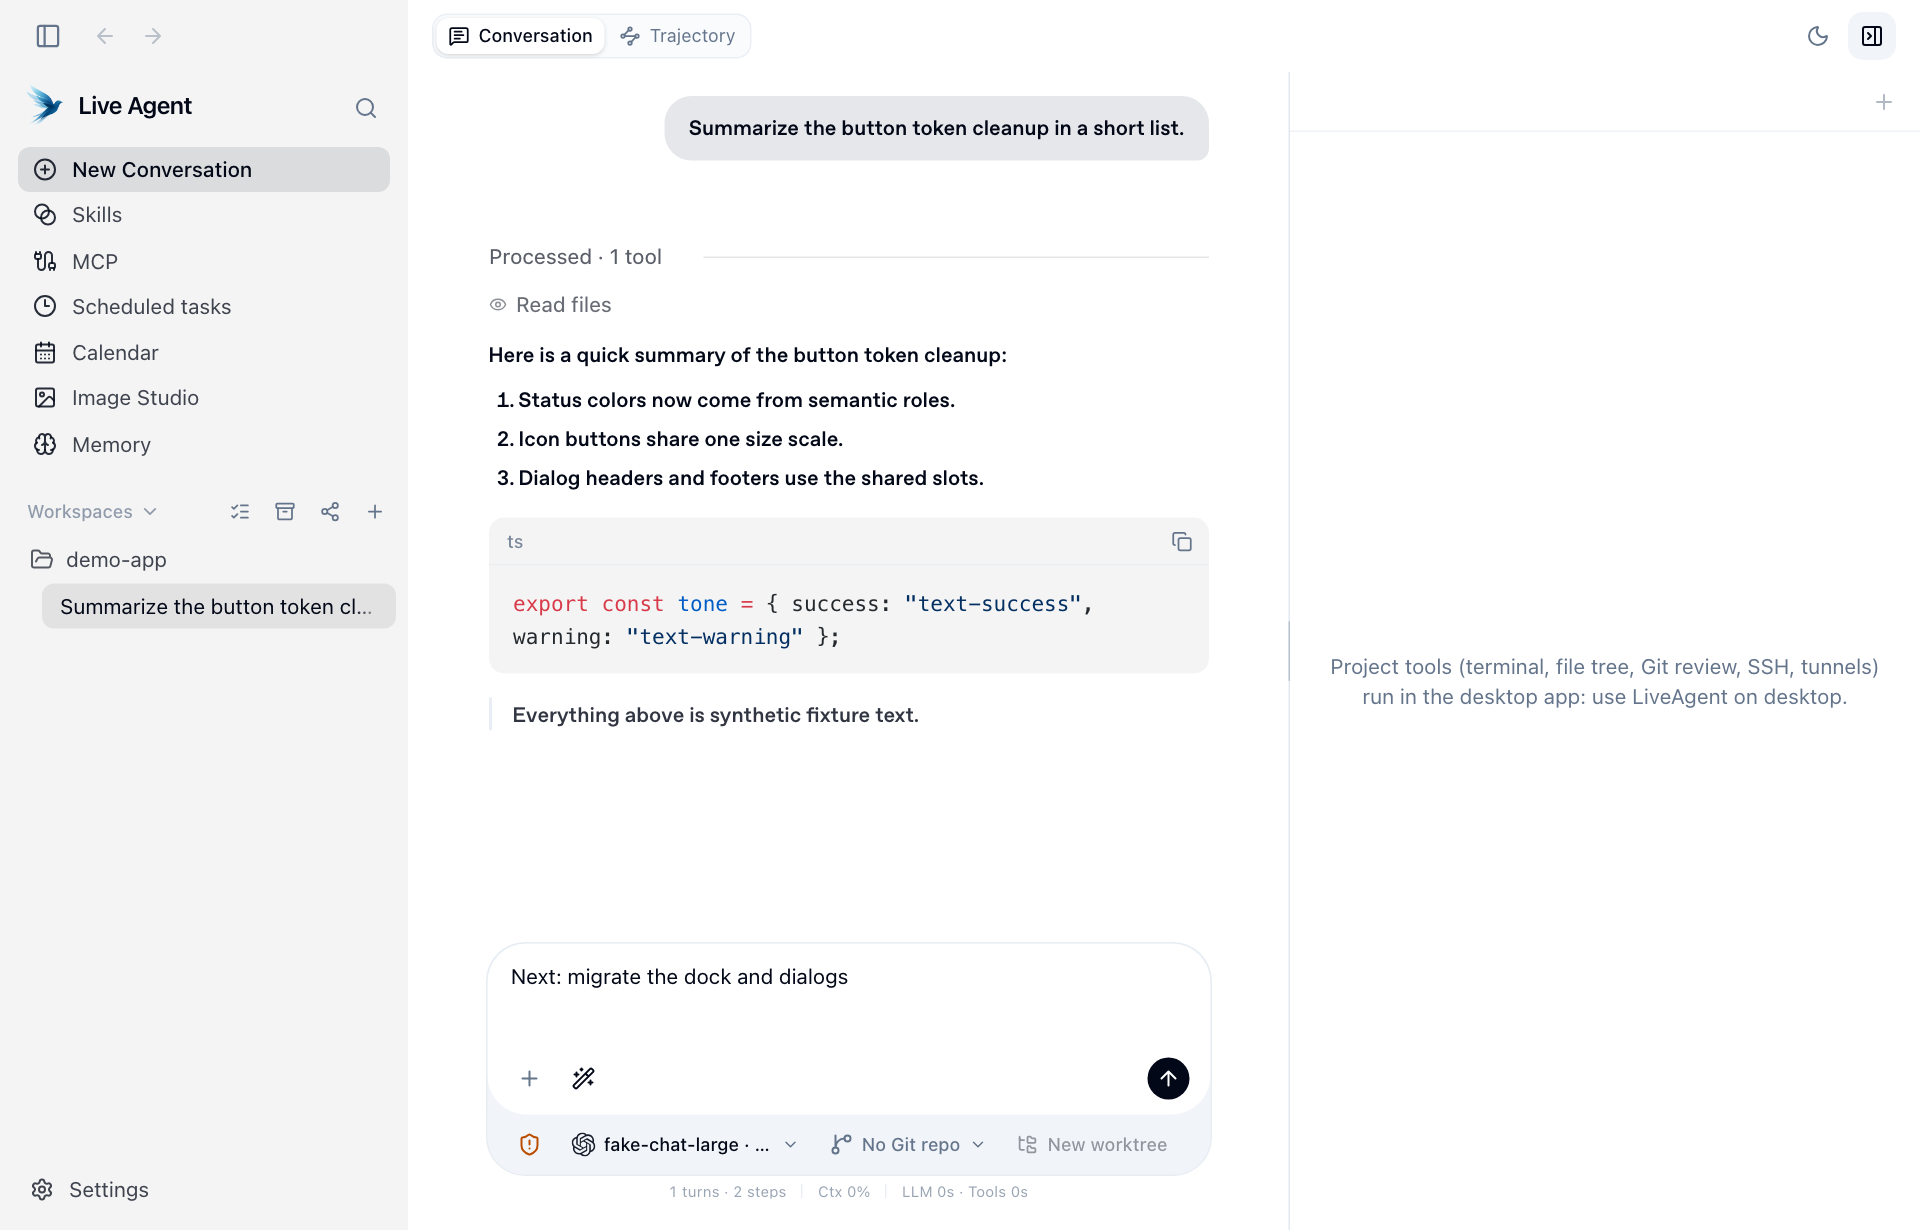 Conversation
Trajectory
Live Agent
New Conversation
Skills
MCP
Scheduled tasks
Calendar
Image Studio
Memory
Workspaces
demo-app
Summarize the button token cl...
Settings
Summarize the button token cleanup in a short list.
Processed · 1 tool
Read files
Here is a quick summary of the button token cleanup:
1. Status colors now come from semantic roles.
2. Icon buttons share one size scale.
3. Dialog headers and footers use the shared slots.
ts
export const tone = { success: "text-success",
warning: "text-warning" };
Everything above is synthetic fixture text.
Next: migrate the dock and dialogs
fake-chat-large · ...
No Git repo
New worktree
1 turns · 2 steps
Ctx 0%
LLM 0s · Tools 0s
Project tools (terminal, file tree, Git review, SSH, tunnels)
run in the desktop app: use LiveAgent on desktop.